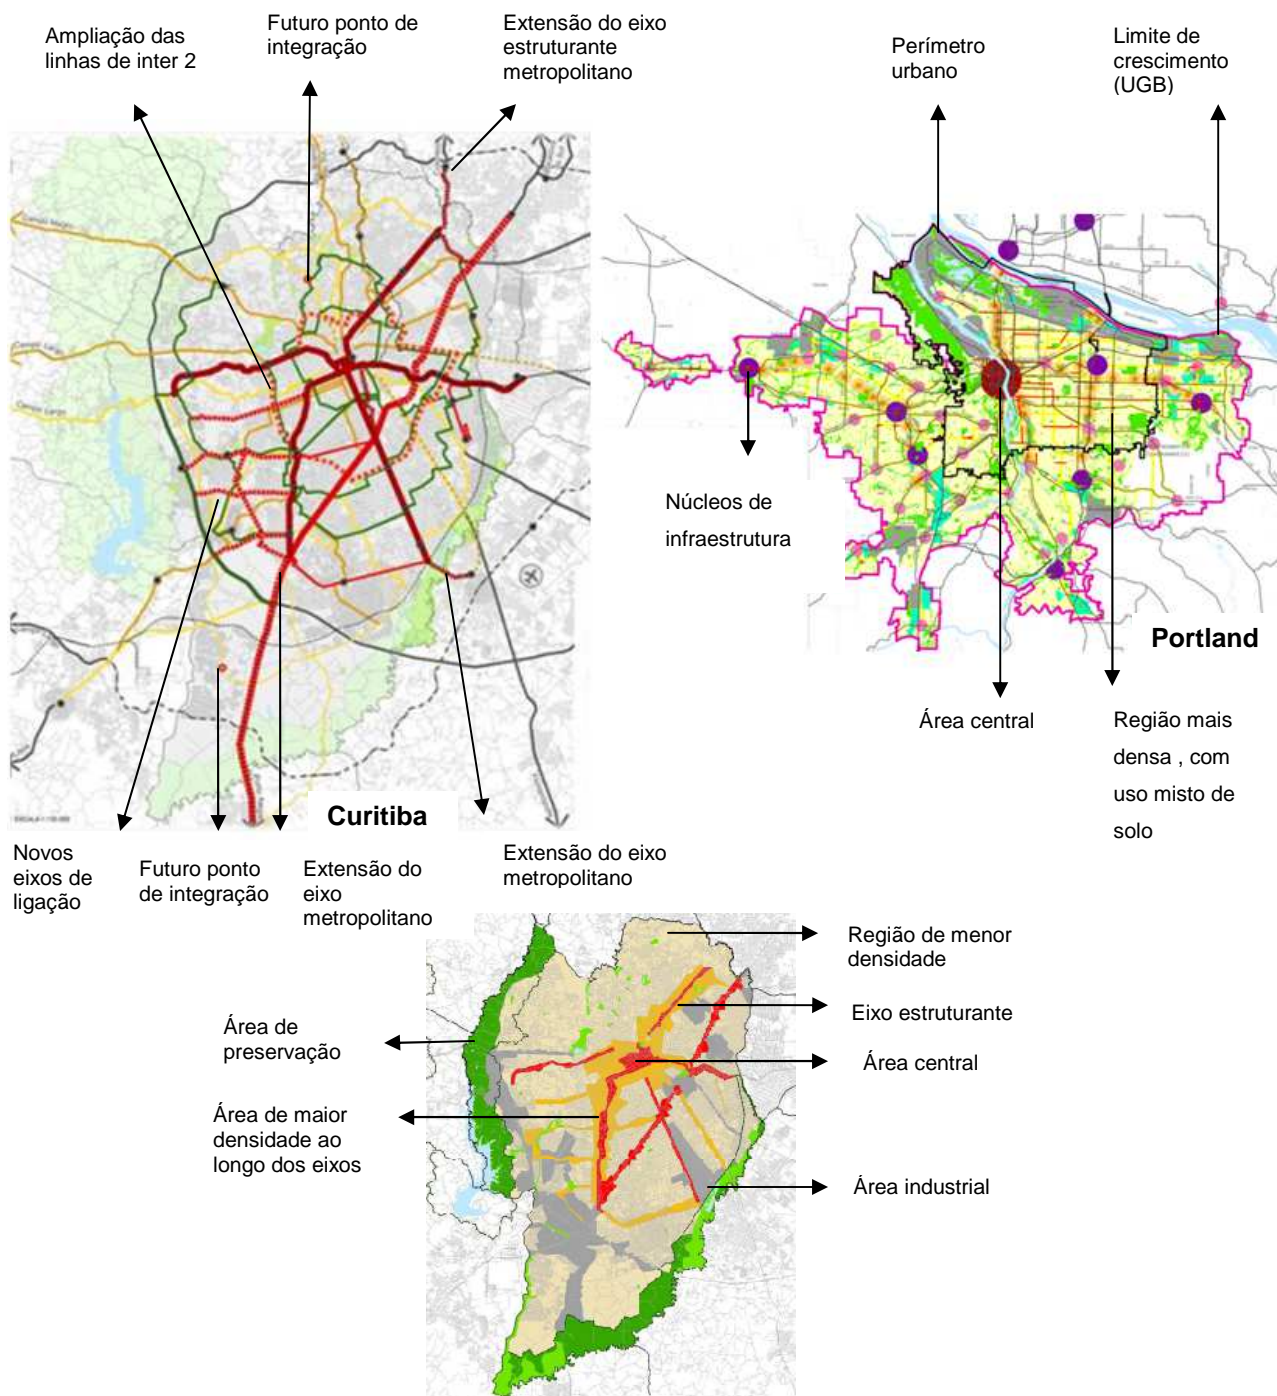 Ampliação das
linhas de inter 2
Futuro ponto de
integração
Extensão do eixo
estruturante
metropolitano
Perímetro
urbano
Limite de
crescimento
(UGB)
Campo Largo
Núcleos de
infraestrutura
Portland
Área central
Região mais
densa , com
uso misto de
solo
Curitiba
Novos
eixos de
ligação
Futuro ponto
de integração
Extensão do
eixo
metropolitano
Extensão do eixo
metropolitano
Região de menor
densidade
Eixo estruturante
Área de
preservação
Área central
Área de maior
densidade ao
longo dos eixos
Área industrial